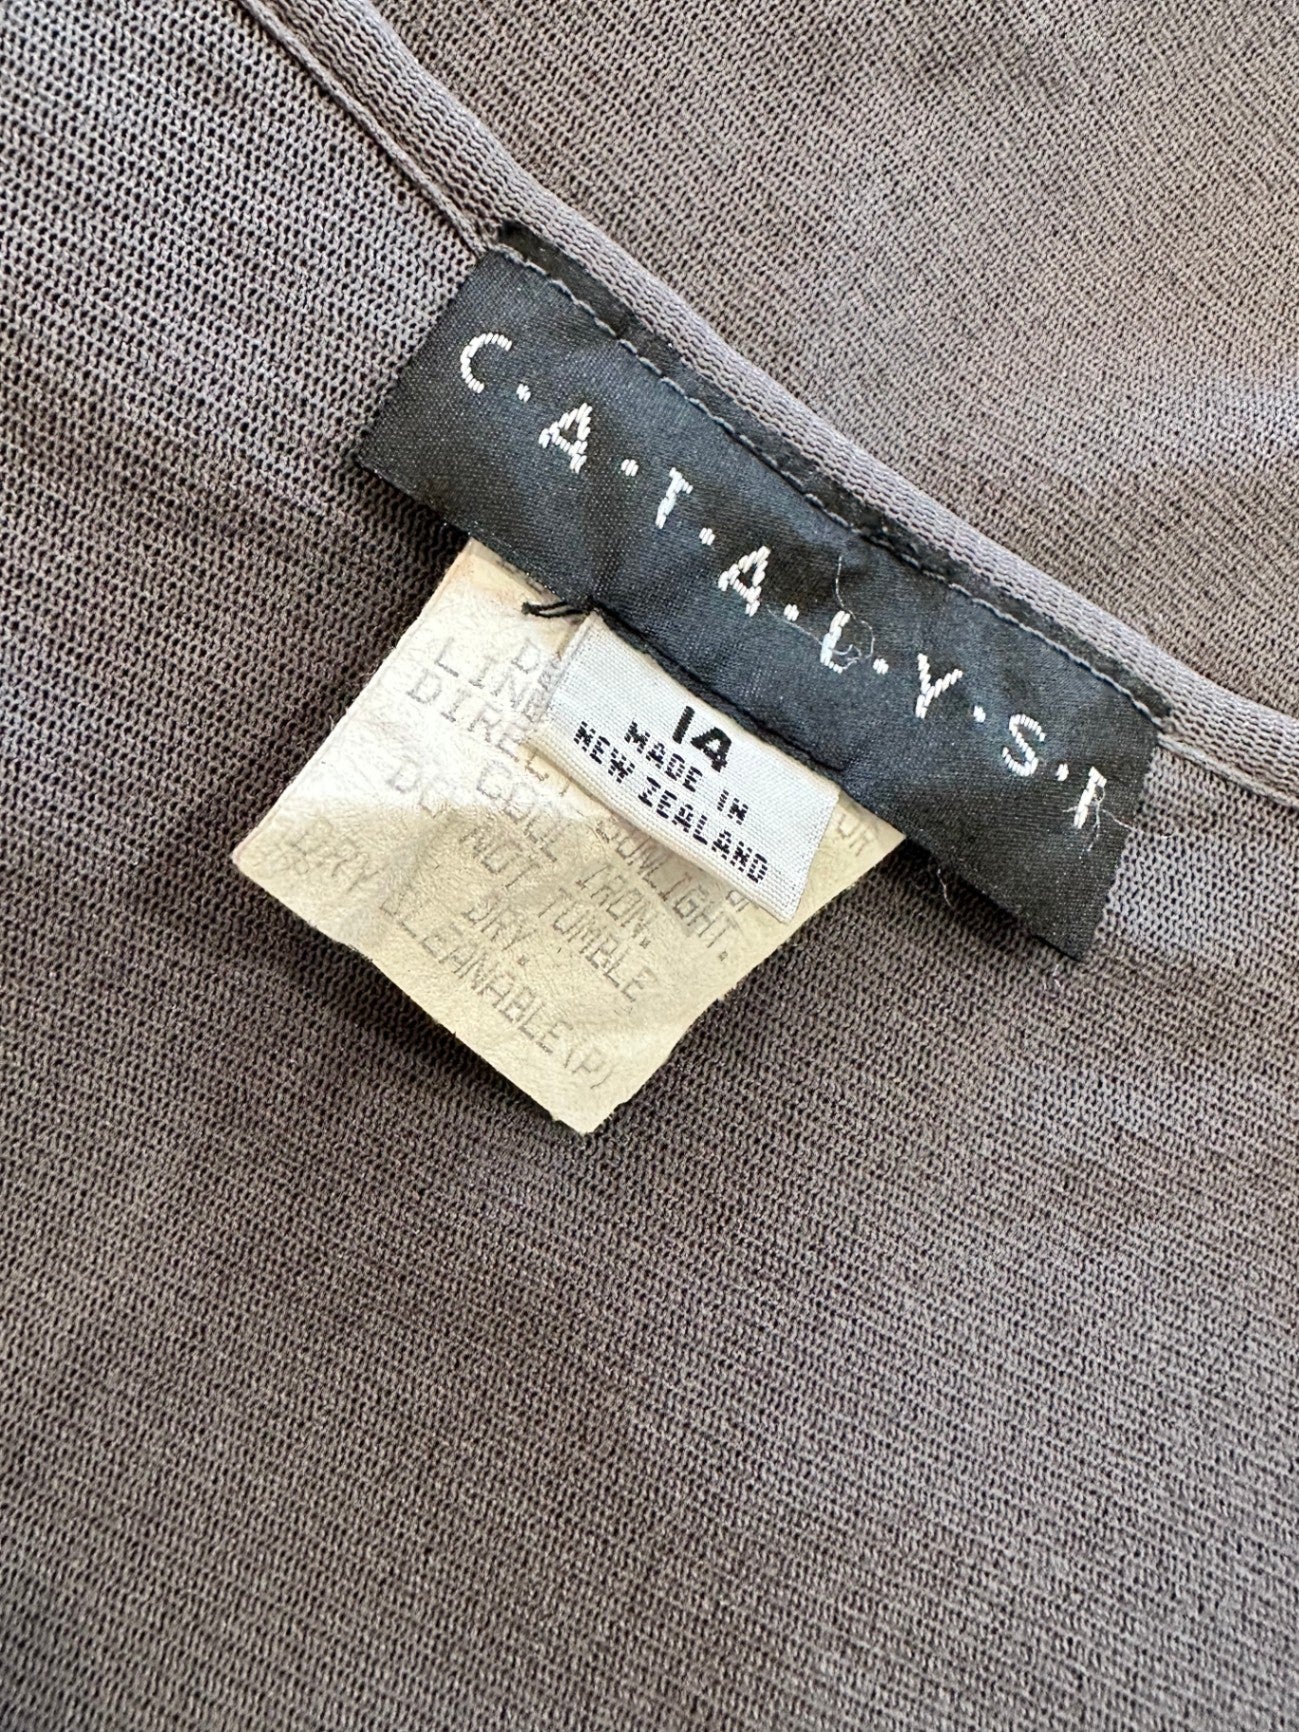 C·A·T·A·L·Y·S·T
14
MADE IN
NEW ZEALAND
DIRECT SUNLIGHT.
COOL IRON.
DO NOT TUMBLE
DRY.
DRY CLEANABLE(P)